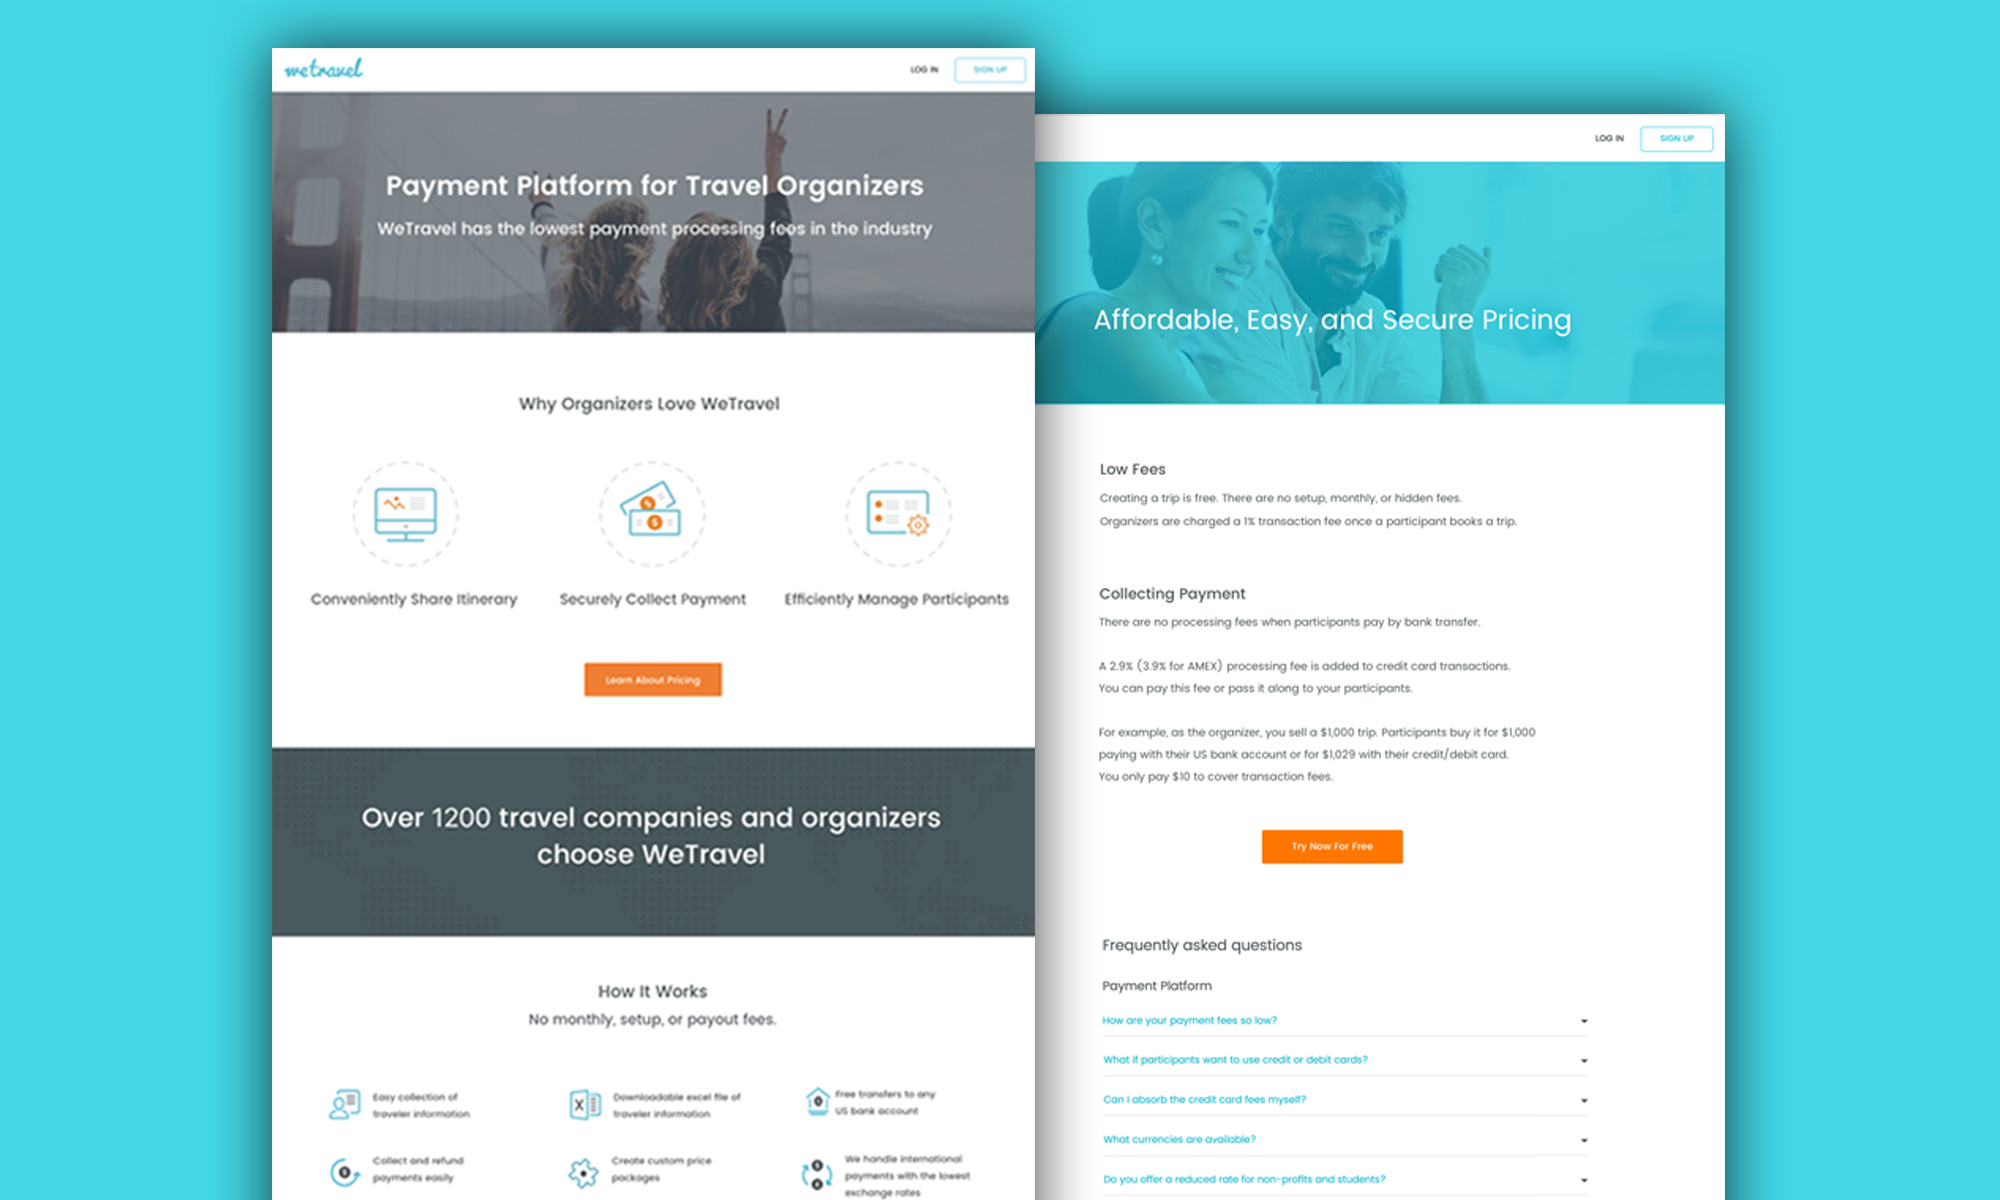 wetravel
LOG IN
SIGN UP
Payment Platform for Travel Organizers
WeTravel has the lowest payment processing fees in the industry
Why Organizers Love WeTravel
Conveniently Share Itinerary
Securely Collect Payment
Efficiently Manage Participants
Learn About Pricing
Over 1200 travel companies and organizers
choose WeTravel
How It Works
No monthly, setup, or payout fees.
Easy collection of
traveler information
Downloadable excel file of
traveler information
Free transfers to any
US bank account
Collect and refund
payments easily
Create custom price
packages
We handle international
payments with the lowest
exchange rates
LOG IN
SIGN UP
Affordable, Easy, and Secure Pricing
Low Fees
Creating a trip is free. There are no setup, monthly, or hidden fees.
Organizers are charged a 1% transaction fee once a participant books a trip.
Collecting Payment
There are no processing fees when participants pay by bank transfer.
A 2.9% (3.9% for AMEX) processing fee is added to credit card transactions.
You can pay this fee or pass it along to your participants.
For example, as the organizer, you sell a $1,000 trip. Participants buy it for $1,000
paying with their US bank account or for $1,029 with their credit/debit card.
You only pay $10 to cover transaction fees.
Try Now For Free
Frequently asked questions
Payment Platform
How are your payment fees so low?
What if participants want to use credit or debit cards?
Can I absorb the credit card fees myself?
What currencies are available?
Do you offer a reduced rate for non-profits and students?